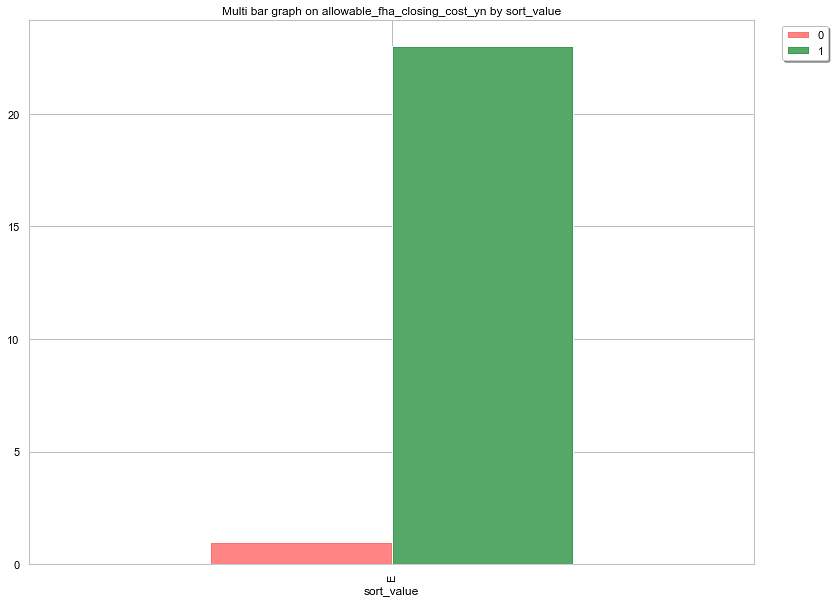 Multi bar graph on allowable_fha_closing_cost_yn by sort_value
0
1
20
15
10
5
0
E
sort_value